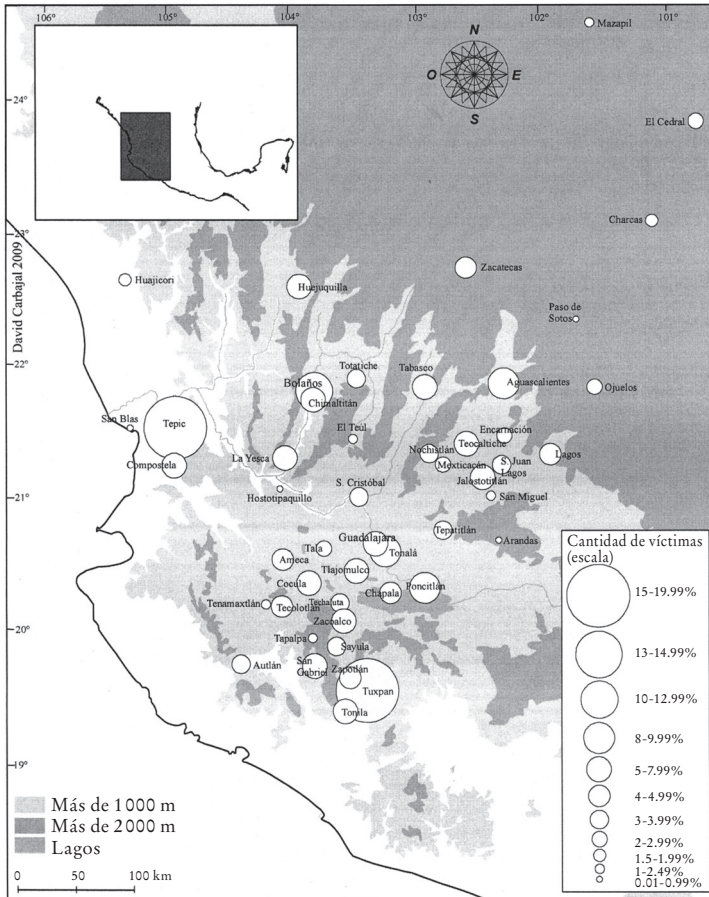 106°
105°
104°
103°
102°
101°
Mazapil
N
O
E
S
24°
El Cedral
Charcas
23°
David Carbajal 2009
Huajicori
Huejuquilla
Zacatecas
Paso de
Sotos
22°
Totatiche
Tabasco
Aguascalientes
Ojuelos
Bolaños
Chimaltitán
San Blas
Tepic
El Teúl
Encarnación
Teocaltiche
Nochistlán
Compostela
La Yesca
Mexticacán
S. Juan
Lagos
Lagos
Jalostotitlán
21°
Hostotipaquillo
S. Cristóbal
San Miguel
Tepatitlán
Arandas
Guadalajara
Tonalá
Tala
Ameca
Tlajomulco
Cocula
Chapala
Poncitlán
Tenamaxtlán
Tecolotlán
Techaluta
Zacoalco
20°
Tapalpa
Sayula
Autlán
San
Gabriel
Zapotlán
Tuxpan
Tonila
9°
Cantidad de víctimas
(escala)
15-19.99%
13-14.99%
10-12.99%
8-9.99%
5-7.99%
4-4.99%
3-3.99%
2-2.99%
1.5-1.99%
1-2.49%
0.01-0.99%
Más de 1000 m
Más de 2000 m
Lagos
0 50 100 km